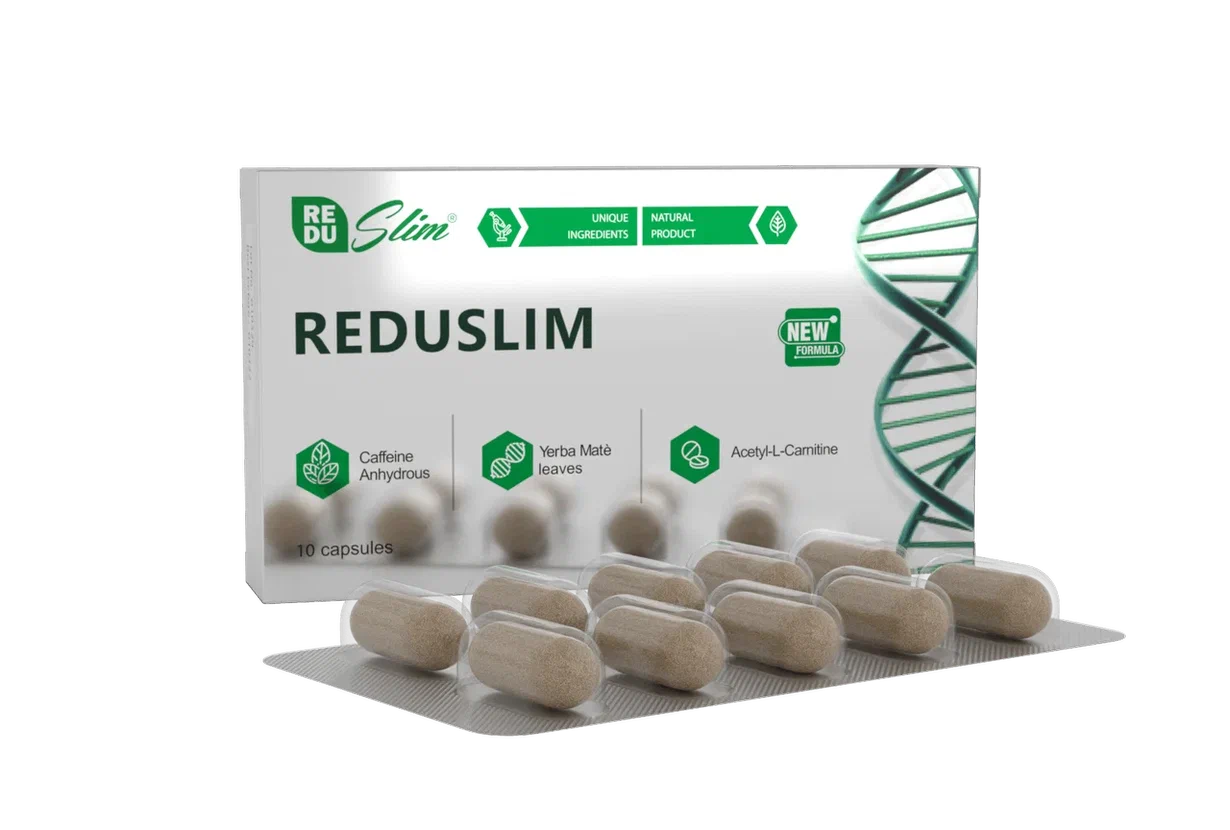 RE
DU
Slim®
UNIQUE
INGREDIENTS
NATURAL
PRODUCT
REDUSLIM
NEW
FORMULA
Caffeine
Anhydrous
Yerba Matè
leaves
Acetyl-L-Carnitine
10 capsules